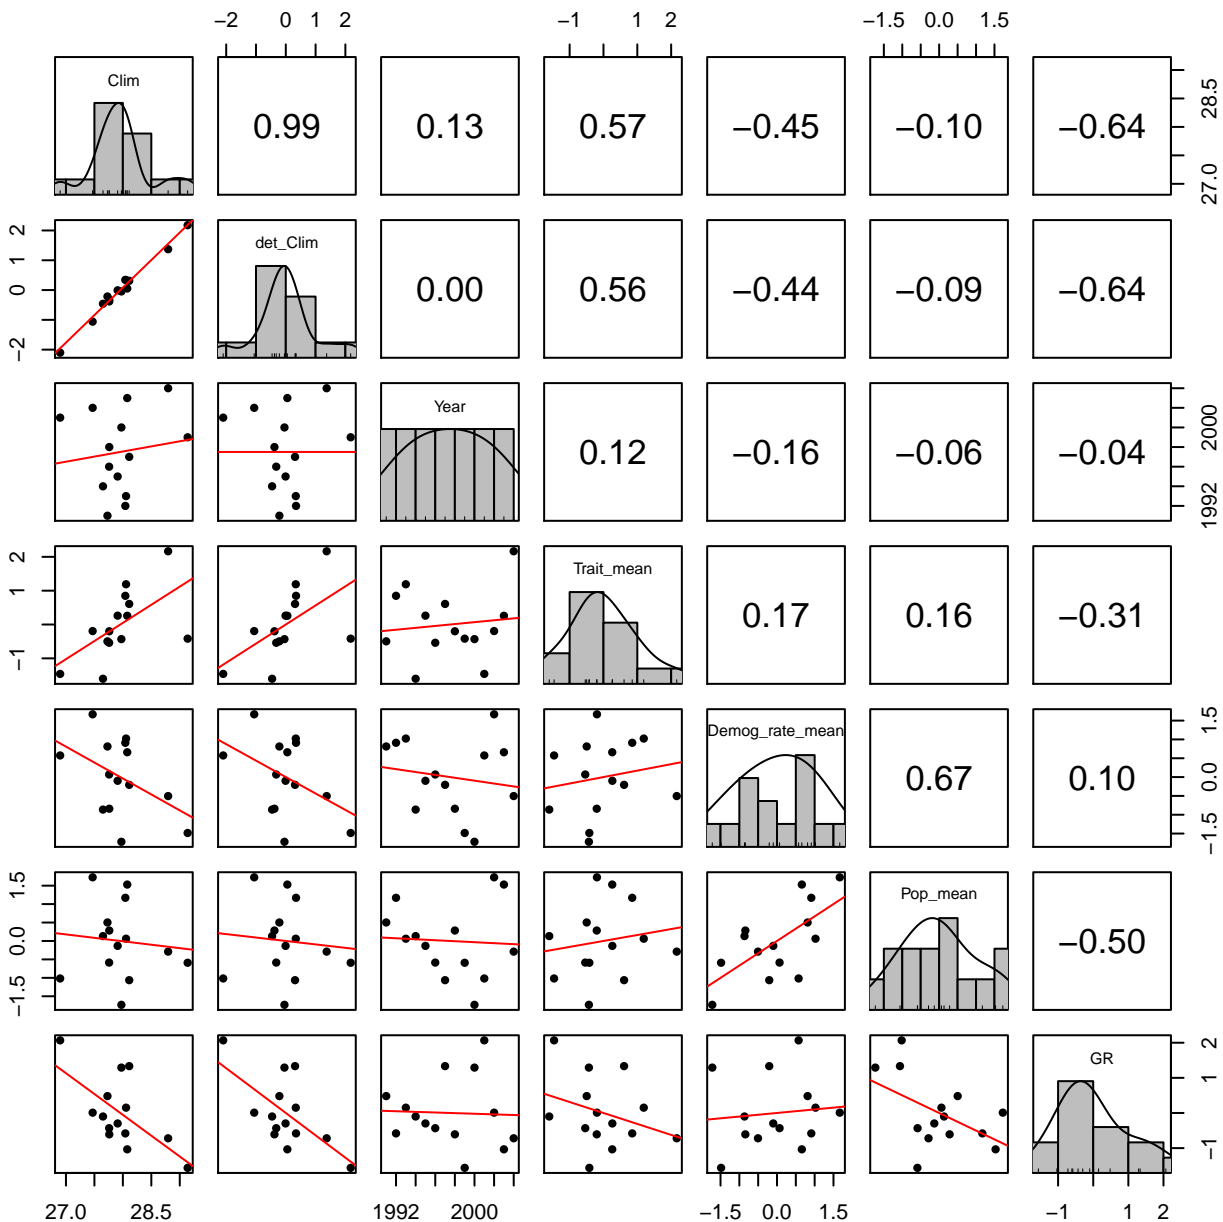 −2 0 2 −1 1 2 −1.5 0.0 1.5
Clim 0.99 0.13 0.57 −0.45 −0.10 −0.64 27.0 28.5
−2 0 1 2 det_Clim 0.00 0.56 −0.44 −0.09 −0.64
Year 0.12 −0.16 −0.06 −0.04 1992 2000
−1 1 2 Trait_mean 0.17 0.16 −0.31
Demog_rate_mean 0.67 0.10 −1.5 0.0 1.5
−1.5 0.0 1.5 Pop_mean −0.50
GR −1 1 2
27.0 28.5 1992 2000 −1.5 0.0 1.5 −1 1 2